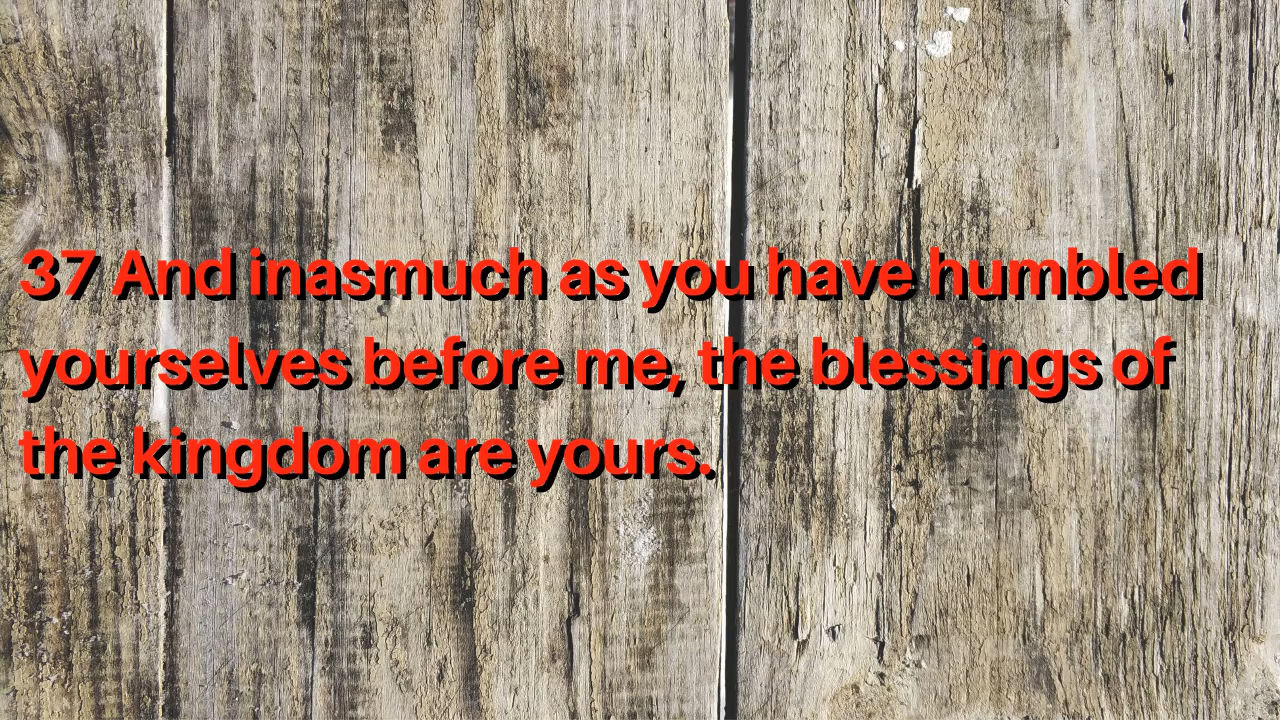 37 And inasmuch as you have humbled
yourselves before me, the blessings of
the kingdom are yours.